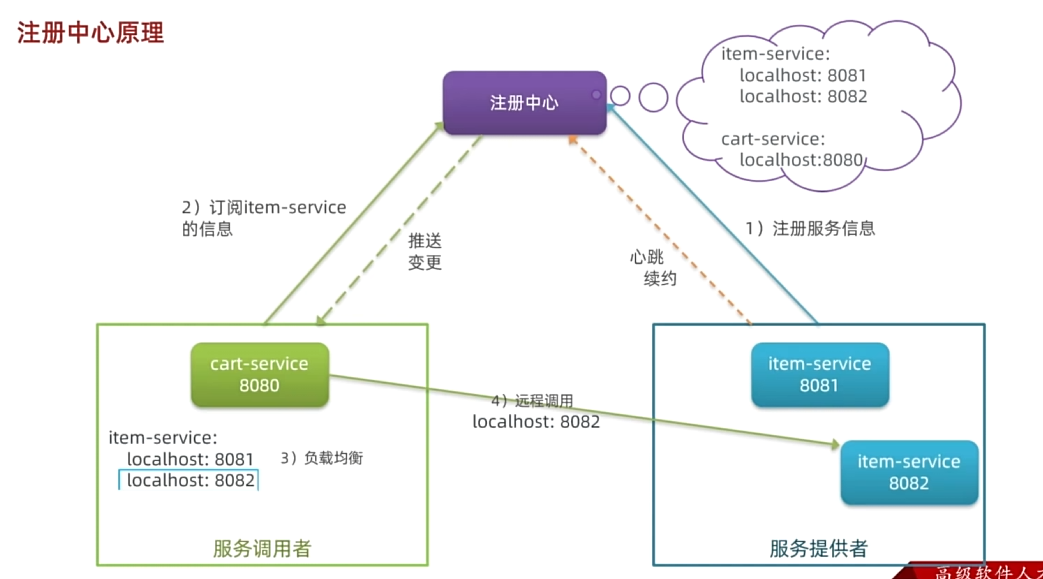 注册中心原理
item-service:
localhost: 8081
localhost: 8082
注册中心
cart-service:
localhost:8080
2）订阅item-service
的信息
1）注册服务信息
推送
变更
心跳
续约
cart-service
8080
item-service
8081
4）远程调用
localhost: 8082
item-service:
localhost: 8081
3）负载均衡
localhost: 8082
item-service
8082
服务调用者
服务提供者
高级软件人才